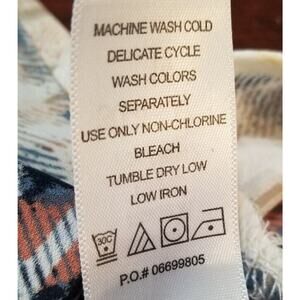 MACHINE WASH COLD
DELICATE CYCLE
WASH COLORS
SEPARATELY
USE ONLY NON-CHLORINE
BLEACH
TUMBLE DRY LOW
LOW IRON
30C
P.O.# 06699805